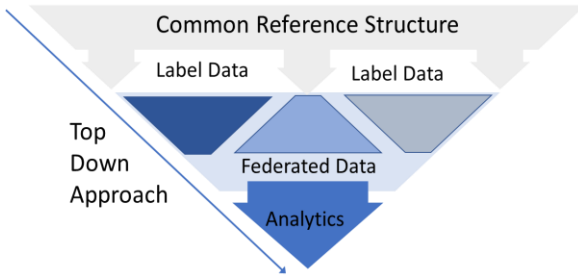 Common Reference Structure
Label Data
Label Data
Top
Down
Approach
Federated Data
Analytics